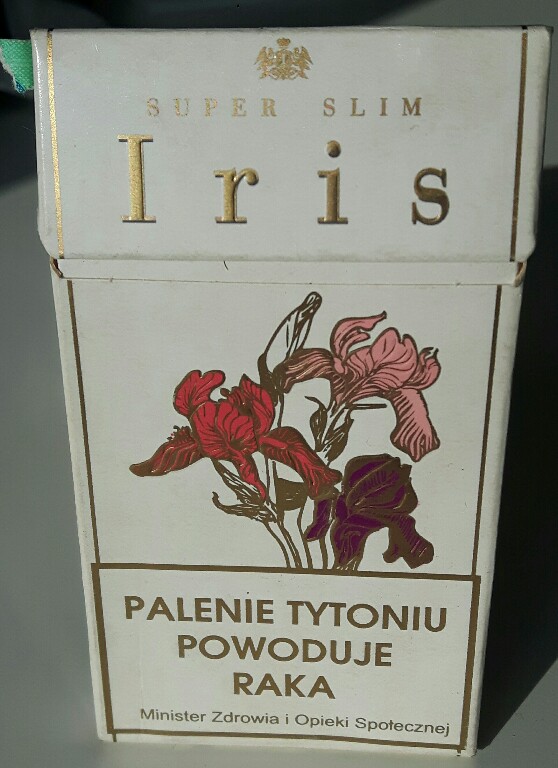 SUPER SLIM
Iris
PALENIE TYTONIU
POWODUJE
RAKA
Minister Zdrowia i Opieki Społecznej